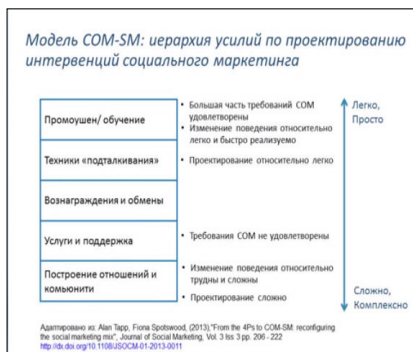 Модель COM-SM: иерархия усилий по проектированию
интервенций социального маркетинга
Промоушен/ обучение
• Большая часть требований COM
удовлетворены
• Изменение поведения относительно
легко и быстро реализуемо
Легко,
Просто
Техники «подталкивания»
• Проектирование относительно легко
Вознаграждения и обмены
Услуги и поддержка
• Требования COM не удовлетворены
Построение отношений и
комьюнити
• Изменение поведения относительно
трудны и сложны
• Проектирование сложно
Сложно,
Комплексно
Адаптировано из: Alan Tapp, Fiona Spotswood, (2013),"From the 4Ps to COM-SM: reconfiguring
the social marketing mix", Journal of Social Marketing, Vol. 3 Iss 3 pp. 206 - 222
http://dx.doi.org/10.1108/JSOCM-01-2013-0011